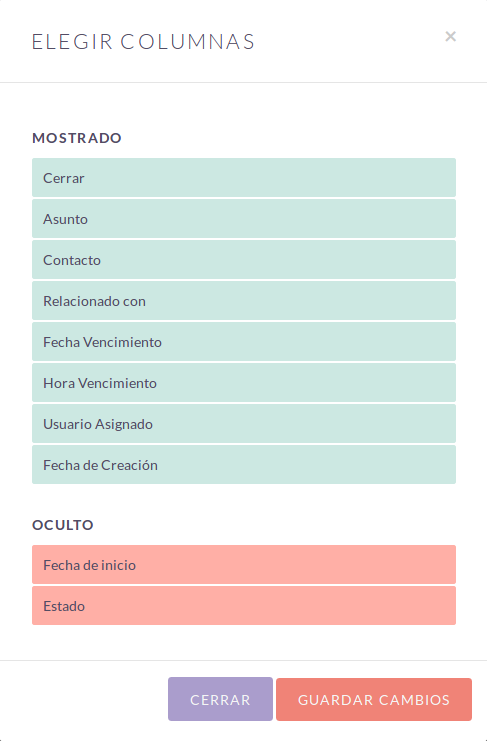 ELEGIR COLUMNAS
×
MOSTRADO
Cerrar
Asunto
Contacto
Relacionado con
Fecha Vencimiento
Hora Vencimiento
Usuario Asignado
Fecha de Creación
OCULTO
Fecha de inicio
Estado
CERRAR GUARDAR CAMBIOS